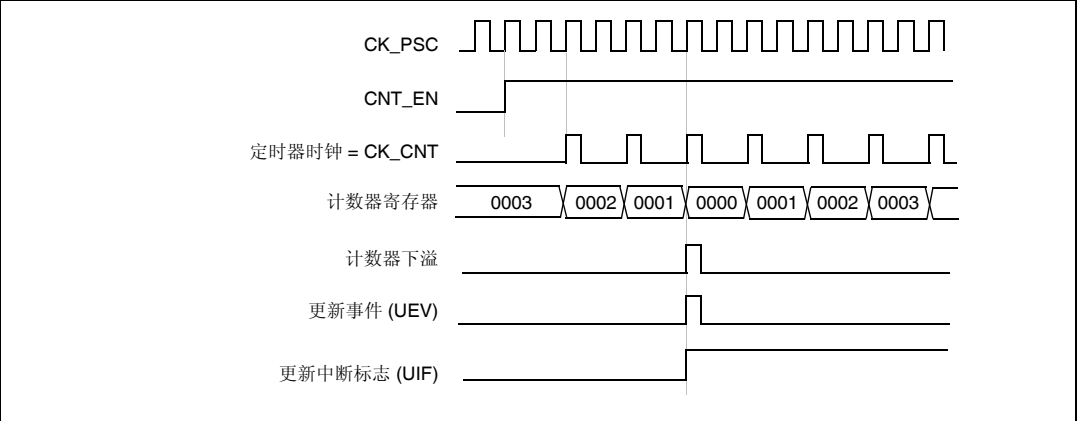 CK_PSC
CNT_EN
定时器时钟 = CK_CNT
计数器寄存器 0003 0002 0001 0000 0001 0002 0003
计数器下溢
更新事件 (UEV)
更新中断标志 (UIF)